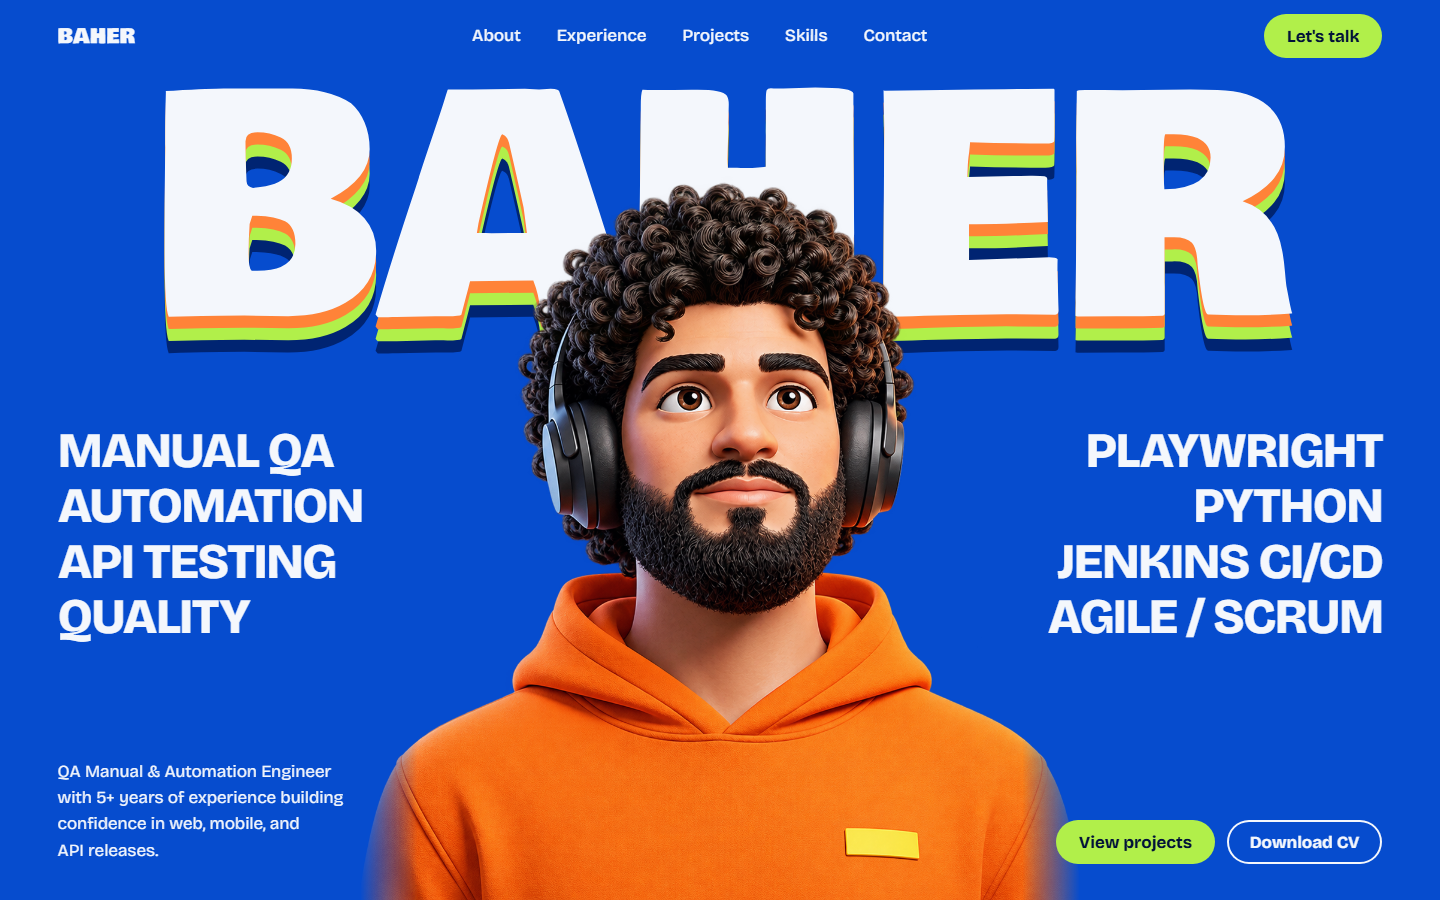 BAHER
About
Experience
Projects
Skills
Contact
Let's talk
BAHER
MANUAL QA
AUTOMATION
API TESTING
QUALITY
PLAYWRIGHT
PYTHON
JENKINS CI/CD
AGILE / SCRUM
QA Manual & Automation Engineer
with 5+ years of experience building
confidence in web, mobile, and
API releases.
View projects
Download CV